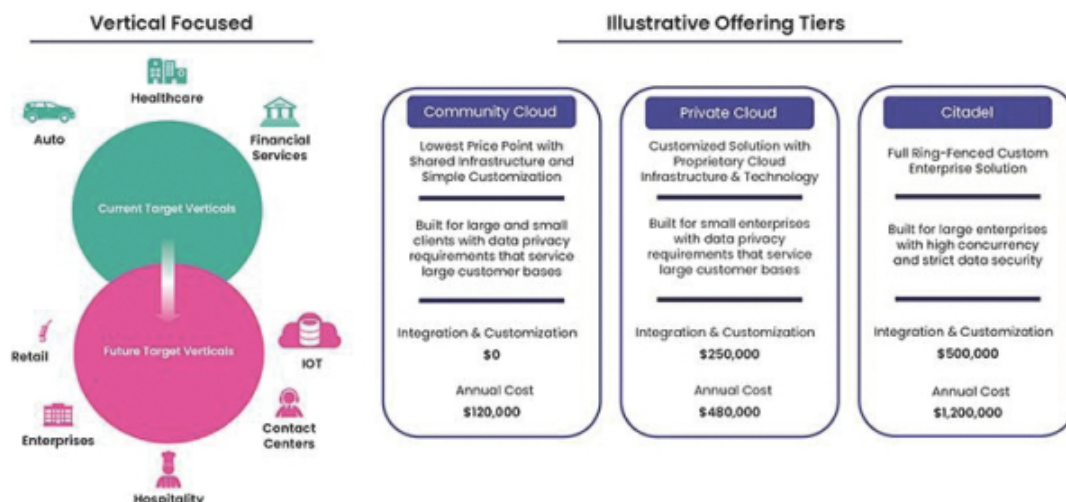 Vertical Focused
Healthcare
Auto
Financial
Services
Current Target Verticals
Future Target Verticals
Retail
IOT
Enterprises
Contact
Centers
Hospitality
Illustrative Offering Tiers
Community Cloud
Lowest Price Point with
Shared Infrastructure and
Simple Customization
Built for large and small
clients with data privacy
requirements that service
large customer bases
Integration & Customization
$0
Annual Cost
$120,000
Private Cloud
Customized Solution with
Proprietary Cloud
Infrastructure & Technology
Built for small enterprises
with data privacy
requirements that service
large customer bases
Integration & Customization
$250,000
Annual Cost
$480,000
Citadel
Full Ring-Fenced Custom
Enterprise Solution
Built for large enterprises
with high concurrency
and strict data security
Integration & Customization
$500,000
Annual Cost
$1,200,000